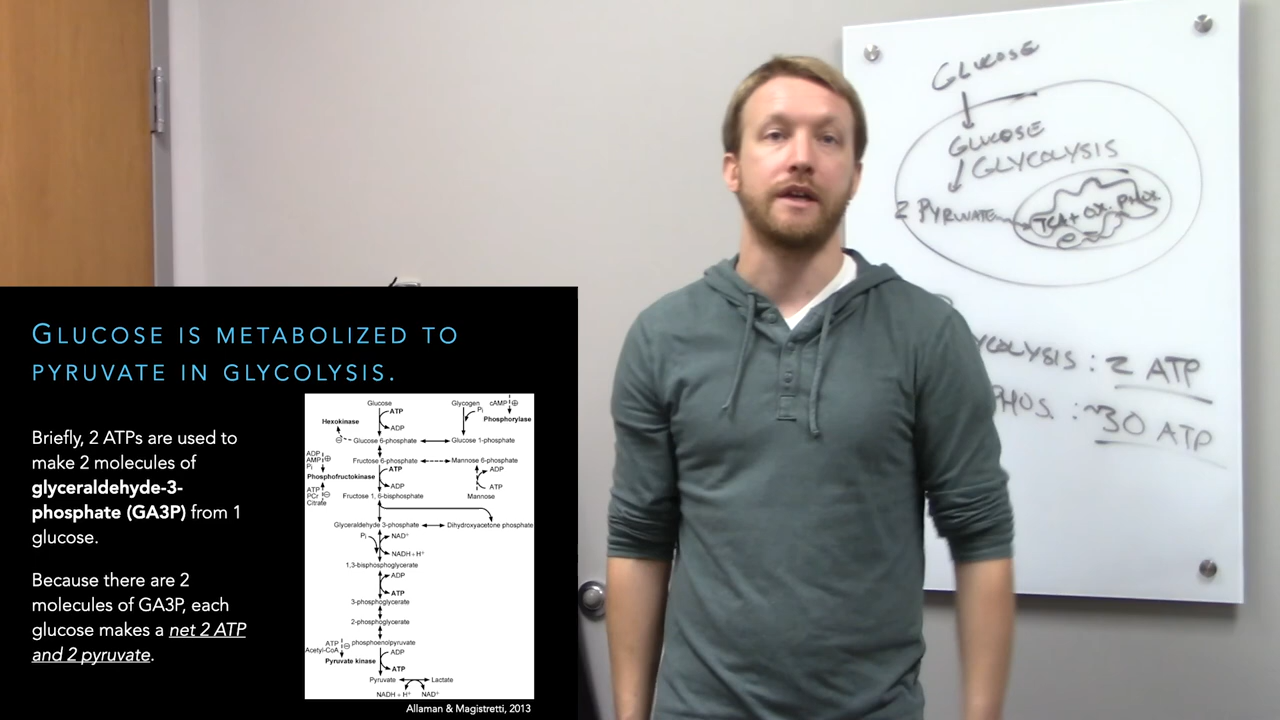 GLUCOSE
GLUCOSE
GLYCOLYSIS
2 PYRUVATE
TCA + OX. PHOX.
e-
YCOLYSIS : 2 ATP
PHOS. : ~30 ATP
GLUCOSE IS METABOLIZED TO
PYRUVATE IN GLYCOLYSIS.
Briefly, 2 ATPs are used to
make 2 molecules of
glyceraldehyde-3-
phosphate (GA3P) from 1
glucose.
Because there are 2
molecules of GA3P, each
glucose makes a net 2 ATP
and 2 pyruvate.
Glucose
Glycogen
cAMP ⊕
ATP
Pi
Phosphorylase
Hexokinase
ADP
⊖
Glucose 6-phosphate
Glucose 1-phosphate
ADP
AMP ⊕
Pi
Fructose 6-phosphate
Mannose 6-phosphate
ATP
ADP
Phosphofructokinase
ADP
ATP
ATP
PCr ⊖
Citrate
Fructose 1, 6-bisphosphate
Mannose
Glyceraldehyde 3-phosphate
Dihydroxyacetone phosphate
Pi
NAD+
NADH + H+
1,3-bisphosphoglycerate
ADP
ATP
3-phosphoglycerate
2-phosphoglycerate
ATP ⊖
Acetyl-CoA
phosphoenolpyruvate
ADP
Pyruvate kinase
ATP
Pyruvate
Lactate
NADH + H+
NAD+
Allaman & Magistretti, 2013